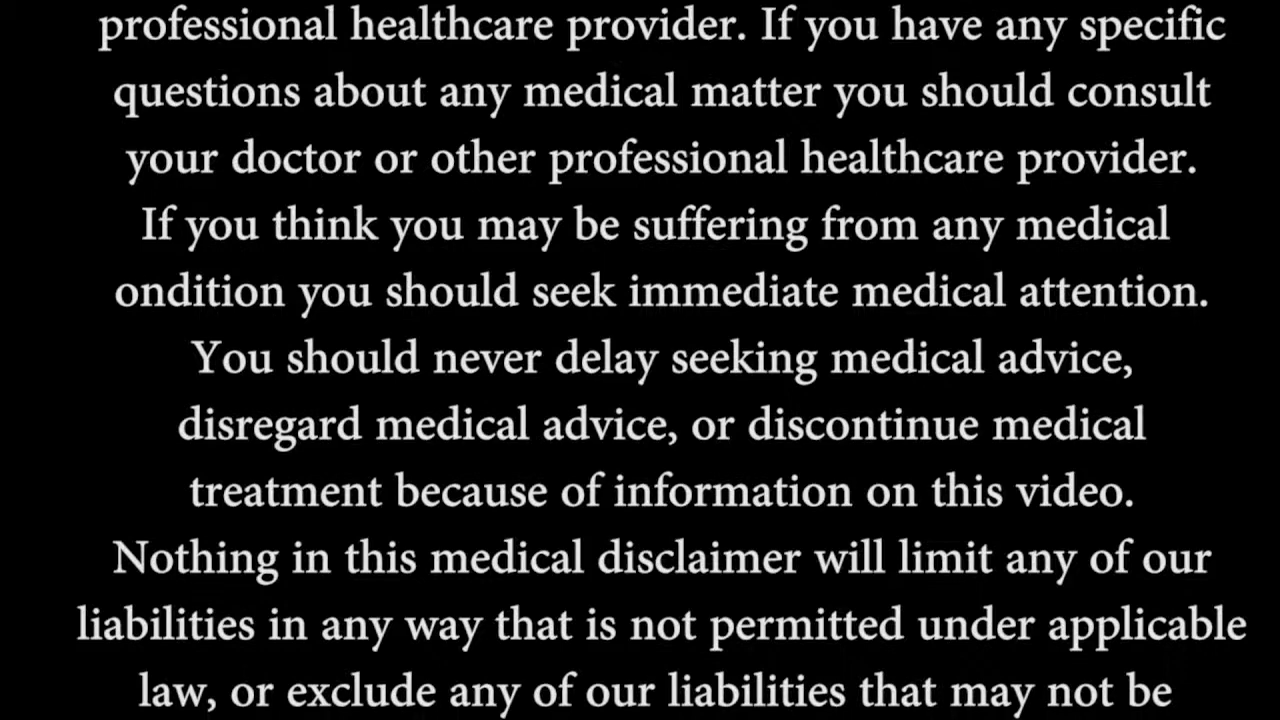 professional healthcare provider. If you have any specific
questions about any medical matter you should consult
your doctor or other professional healthcare provider.
If you think you may be suffering from any medical
ondition you should seek immediate medical attention.
You should never delay seeking medical advice,
disregard medical advice, or discontinue medical
treatment because of information on this video.
Nothing in this medical disclaimer will limit any of our
liabilities in any way that is not permitted under applicable
law, or exclude any of our liabilities that may not be